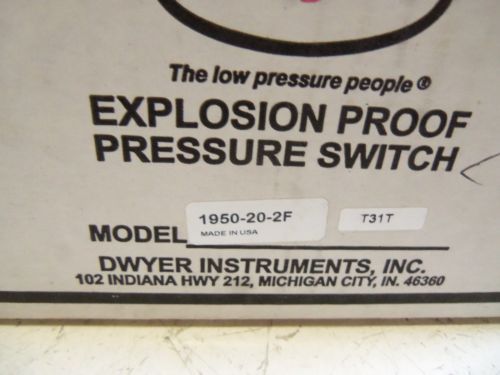 The low pressure people ®
EXPLOSION PROOF
PRESSURE SWITCH
MODEL 1950-20-2F T31T
MADE IN USA
DWYER INSTRUMENTS, INC.
102 INDIANA HWY 212, MICHIGAN CITY, IN. 46360